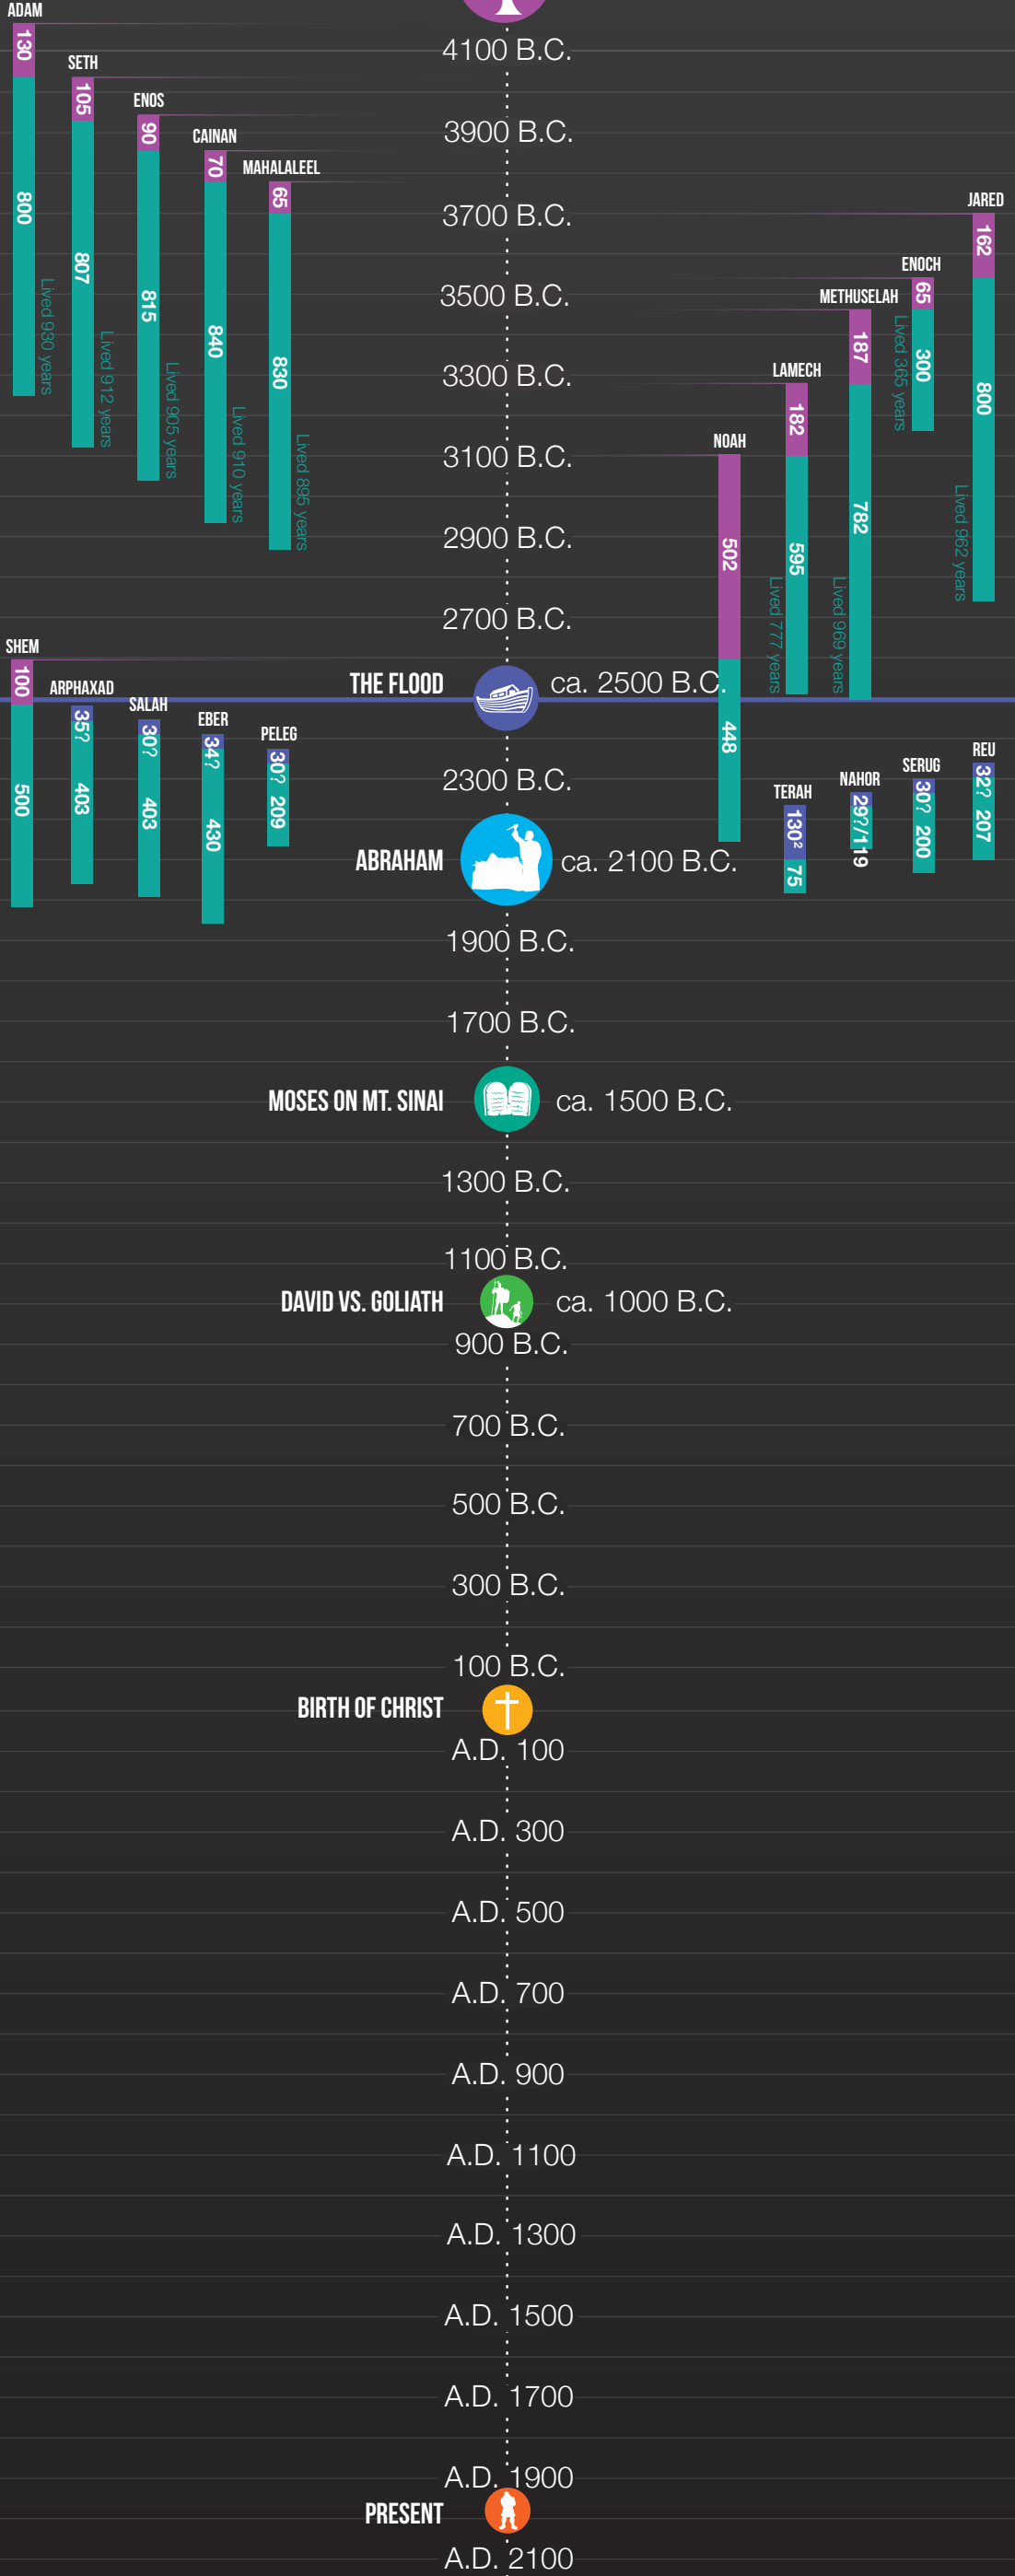 ADAM
130
800
Lived 930 years
SETH
105
807
Lived 912 years
ENOS
90
815
Lived 905 years
CAINAN
70
840
Lived 910 years
MAHALALEEL
65
830
Lived 895 years
JARED
162
800
Lived 962 years
ENOCH
65
300
Lived 365 years
METHUSELAH
187
782
Lived 969 years
LAMECH
182
595
Lived 777 years
NOAH
502
448
4100 B.C.
3900 B.C.
3700 B.C.
3500 B.C.
3300 B.C.
3100 B.C.
2900 B.C.
2700 B.C.
THE FLOOD ca. 2500 B.C.
SHEM
100
500
ARPHAXAD
35?
403
SALAH
30?
403
EBER
34?
430
PELEG
30?
209
REU
32?
207
SERUG
30?
200
NAHOR
29?/119
TERAH
130²
75
2300 B.C.
ABRAHAM ca. 2100 B.C.
1900 B.C.
1700 B.C.
MOSES ON MT. SINAI ca. 1500 B.C.
1300 B.C.
1100 B.C.
DAVID VS. GOLIATH ca. 1000 B.C.
900 B.C.
700 B.C.
500 B.C.
300 B.C.
100 B.C.
BIRTH OF CHRIST
A.D. 100
A.D. 300
A.D. 500
A.D. 700
A.D. 900
A.D. 1100
A.D. 1300
A.D. 1500
A.D. 1700
A.D. 1900
PRESENT
A.D. 2100